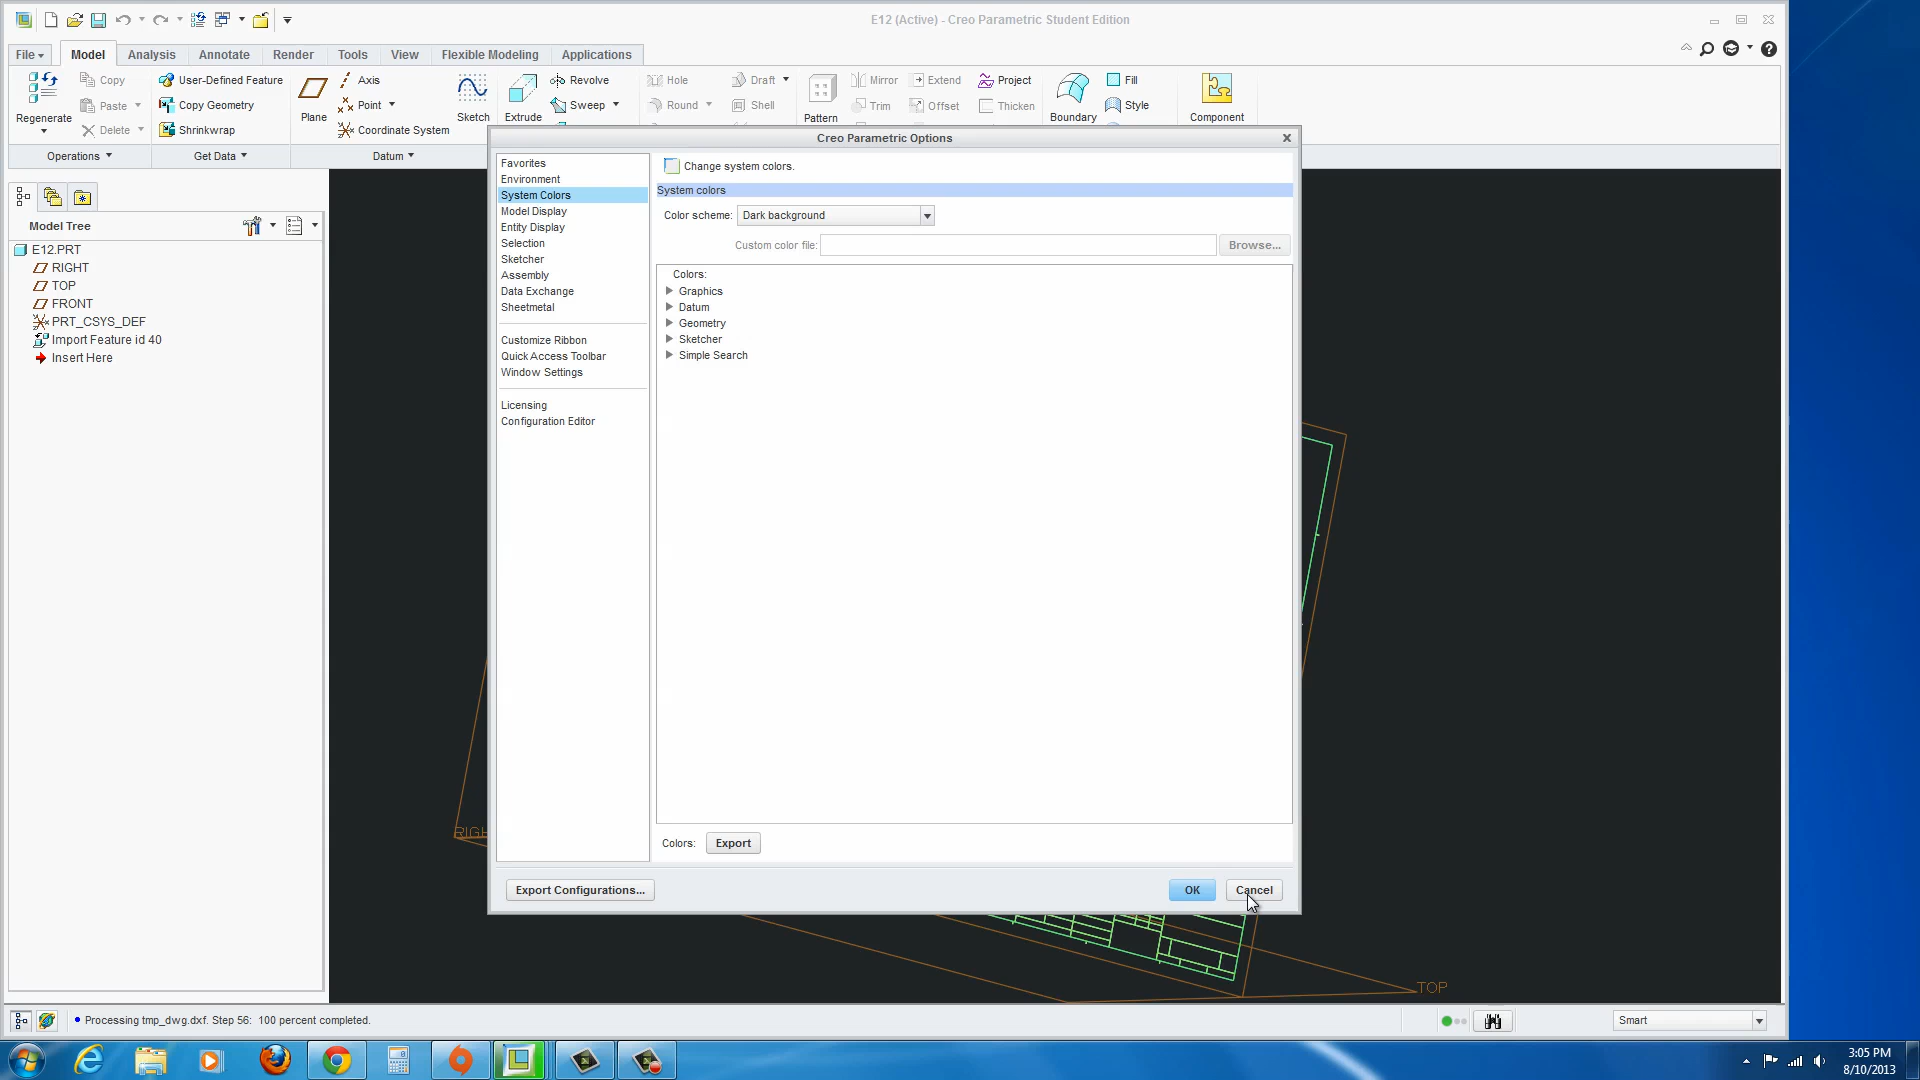 E12 (Active) - Creo Parametric Student Edition
File Model Analysis Annotate Render Tools View Flexible Modeling Applications
Regenerate
Copy
Paste
Delete
Operations
User-Defined Feature
Copy Geometry
Shrinkwrap
Get Data
Plane
Axis
Point
Coordinate System
Datum
Sketch
Extrude
Revolve
Sweep
Hole
Round
Draft
Shell
Pattern
Mirror
Trim
Extend
Offset
Project
Thicken
Boundary
Fill
Style
Component
Model Tree
E12.PRT
RIGHT
TOP
FRONT
PRT_CSYS_DEF
Import Feature id 40
Insert Here
Creo Parametric Options
Favorites
Environment
System Colors
Model Display
Entity Display
Selection
Sketcher
Assembly
Data Exchange
Sheetmetal
Customize Ribbon
Quick Access Toolbar
Window Settings
Licensing
Configuration Editor
Change system colors.
System colors
Color scheme: Dark background
Custom color file: Browse...
Colors:
Graphics
Datum
Geometry
Sketcher
Simple Search
Colors: Export
Export Configurations... OK Cancel
RIGH
TOP
Processing tmp_dwg.dxf. Step 56: 100 percent completed.
Smart
3:05 PM
8/10/2013